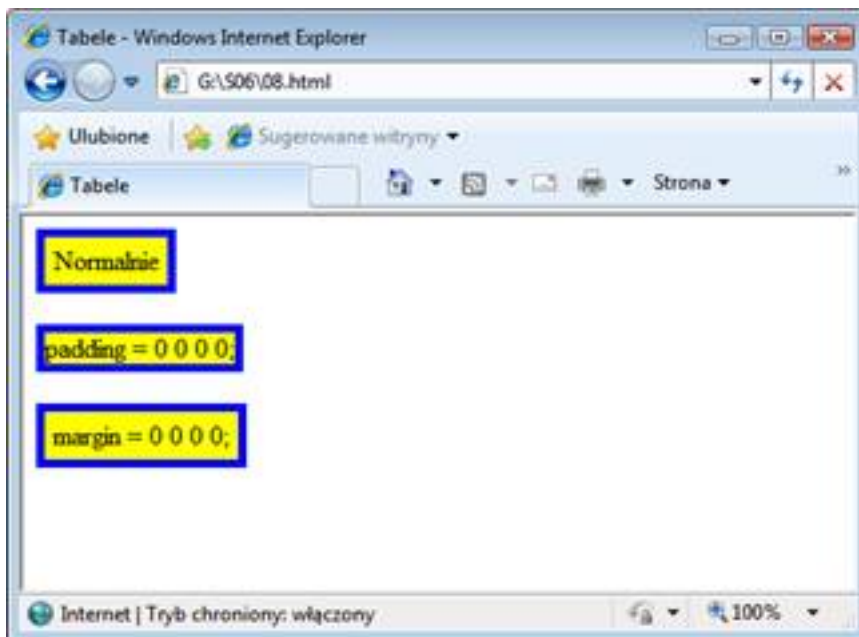 Tabele - Windows Internet Explorer
G:\S06\08.html
Ulubione Sugerowane witryny
Tabele Strona
Normalnie
padding = 0 0 0 0;
margin = 0 0 0 0;
Internet | Tryb chroniony: włączony 100%